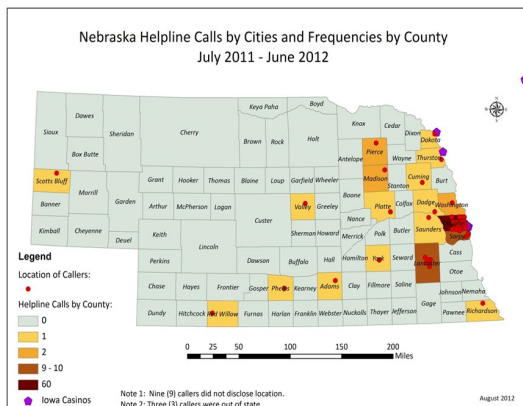 Nebraska Helpline Calls by Cities and Frequencies by County
July 2011 - June 2012
Keya Paha Boyd
Dawes Knox Cedar
Sioux Sheridan Cherry Brown Rock Holt Dixon Dakota
Box Butte Antelope Pierce Wayne Thurston
Scotts Bluff Grant Hooker Thomas Blaine Loup Garfield Wheeler Madison Stanton Cuming Burt
Banner Morrill Garden Arthur McPherson Logan Valley Greeley Boone Platte Colfax Dodge Washington
Custer Nance
Kimball Cheyenne Deuel Keith Lincoln Sherman Howard Merrick Polk Butler Saunders Sarpy
Perkins Dawson Buffalo Hall Hamilton York Seward Lancaster Cass
Otoe
Chase Hayes Frontier Gosper Phelps Kearney Adams Clay Fillmore Saline
Johnson Nemaha
Dundy Hitchcock Red Willow Furnas Harlan Franklin Webster Nuckolls Thayer Jefferson Gage Pawnee Richardson
Legend
Location of Callers:
Helpline Calls by County:
0
1
2
9 - 10
60
Iowa Casinos
0 25 50 100 150 200
Miles
Note 1: Nine (9) callers did not disclose location.
Note 2: Three (3) callers were out of state.
August 2012